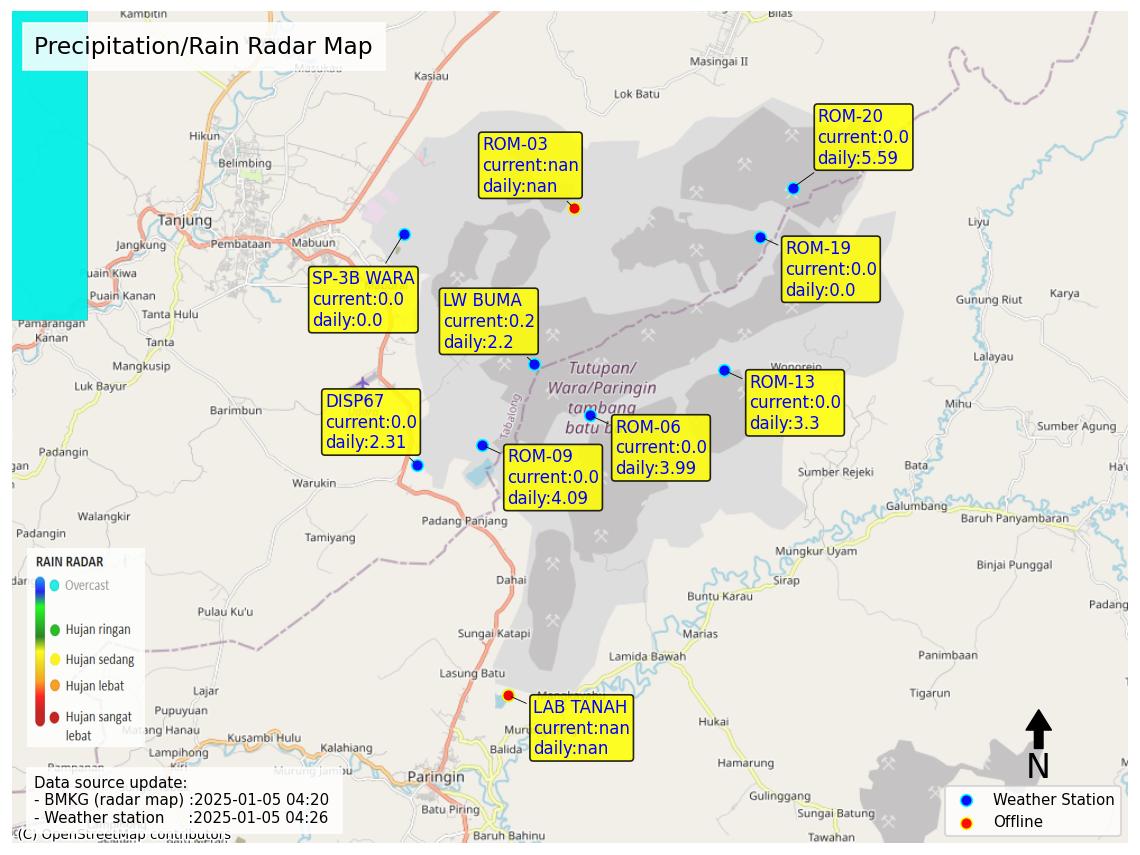 Kambitin
Bilas
Precipitation/Rain Radar Map
Masukau
Masingai II
Kasiau
Lok Batu
ROM-20
current:0.0
daily:5.59
Hikun
ROM-03
current:nan
daily:nan
Belimbing
Tanjung
Liyu
Jangkung
Pembataan
Mabuun
ROM-19
current:0.0
daily:0.0
Puain Kiwa
SP-3B WARA
current:0.0
daily:0.0
Puain Kanan
LW BUMA
current:0.2
daily:2.2
Gunung Riut
Karya
Tanta Hulu
Pamarangan
Kanan
Tanta
Lalayau
Mangkusip
Tutupan/
Wara/Paringin
tambang
batu b
Wonorejo
ROM-13
current:0.0
daily:3.3
Luk Bayur
Barimbun
DISP67
current:0.0
daily:2.31
Tabalong
Mihu
ROM-06
current:0.0
daily:3.99
Sumber Agung
Padangin
ROM-09
current:0.0
daily:4.09
Bata
Sumber Rejeki
Warukin
Galumbang
Walangkir
Padang Panjang
Baruh Panyambaran
Padangin
Tamiyang
Mungkur Uyam
RAIN RADAR
Binjai Punggal
Overcast
Dahai
Sirap
Buntu Karau
Padang
Pulau Ku'u
Hujan ringan
Sungai Katapi
Marias
Hujan sedang
Lamida Bawah
Panimbaan
Lasung Batu
Hujan lebat
Lajar
Tigarun
Pupuyuan
Hujan sangat
lebat
LAB TANAH
current:nan
daily:nan
Hukai
Matang Hanau
Kusambi Hulu
Kalahiang
Balida
Lampihong
Hamarung
N
Murung Jambu
Paringin
Data source update:
- BMKG (radar map) :2025-01-05 04:20
- Weather station :2025-01-05 04:26
Gulinggang
Weather Station
Offline
Batu Piring
Sungai Batung
(C) OpenStreetMap contributors
Baruh Bahinu
Tawahan